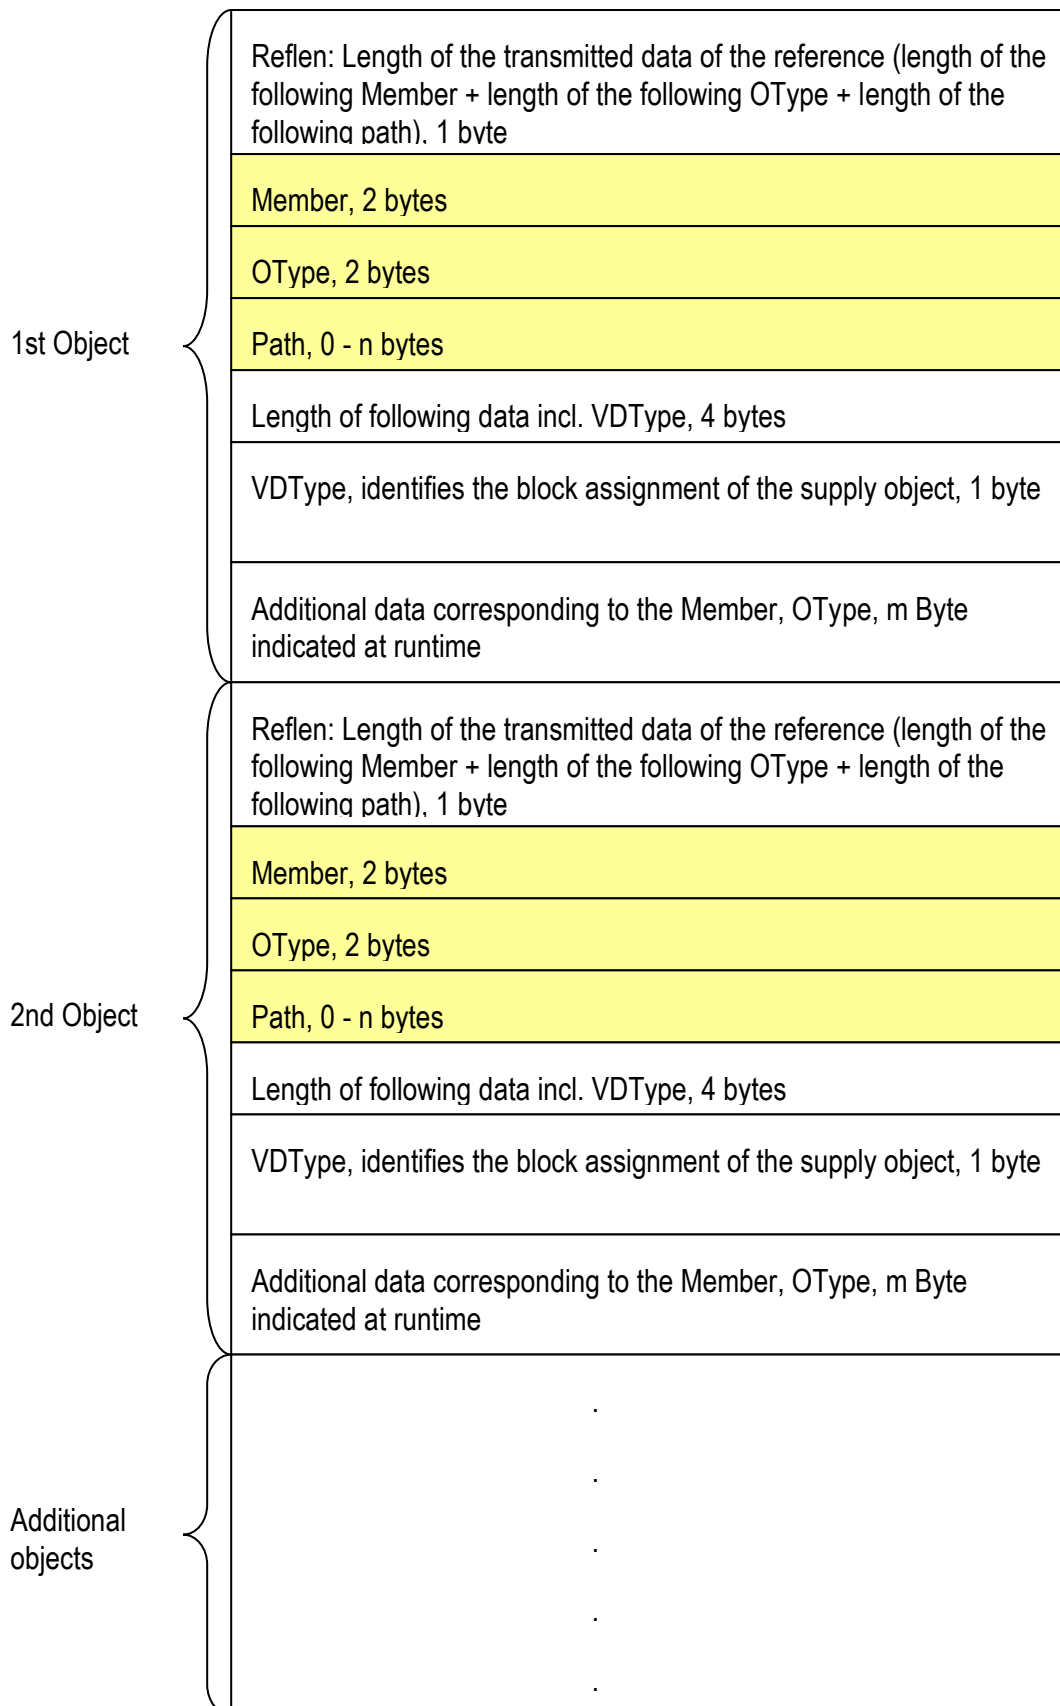 Reflen: Length of the transmitted data of the reference (length of the
following Member + length of the following OType + length of the
following path), 1 byte
Member, 2 bytes
OType, 2 bytes
1st Object
Path, 0 - n bytes
Length of following data incl. VDType, 4 bytes
VDType, identifies the block assignment of the supply object, 1 byte
Additional data corresponding to the Member, OType, m Byte
indicated at runtime
Reflen: Length of the transmitted data of the reference (length of the
following Member + length of the following OType + length of the
following path), 1 byte
Member, 2 bytes
OType, 2 bytes
2nd Object
Path, 0 - n bytes
Length of following data incl. VDType, 4 bytes
VDType, identifies the block assignment of the supply object, 1 byte
Additional data corresponding to the Member, OType, m Byte
indicated at runtime
.
.
Additional
objects
.
.
.